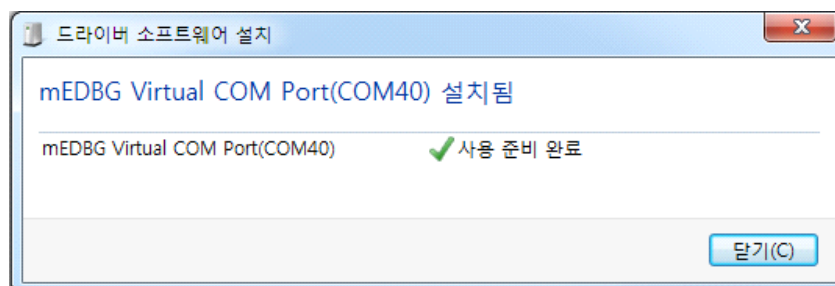 드라이버 소프트웨어 설치
mEDBG Virtual COM Port(COM40) 설치됨
mEDBG Virtual COM Port(COM40) 사용 준비 완료
닫기(C)